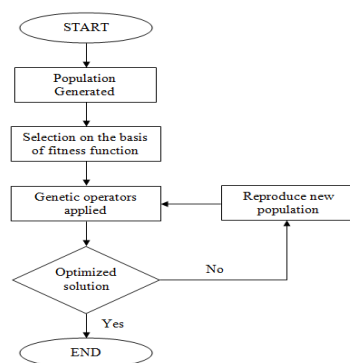 START
Population
Generated
Selection on the basis
of fitness function
Genetic operators
applied
Reproduce new
population
Optimized
solution
No
Yes
END